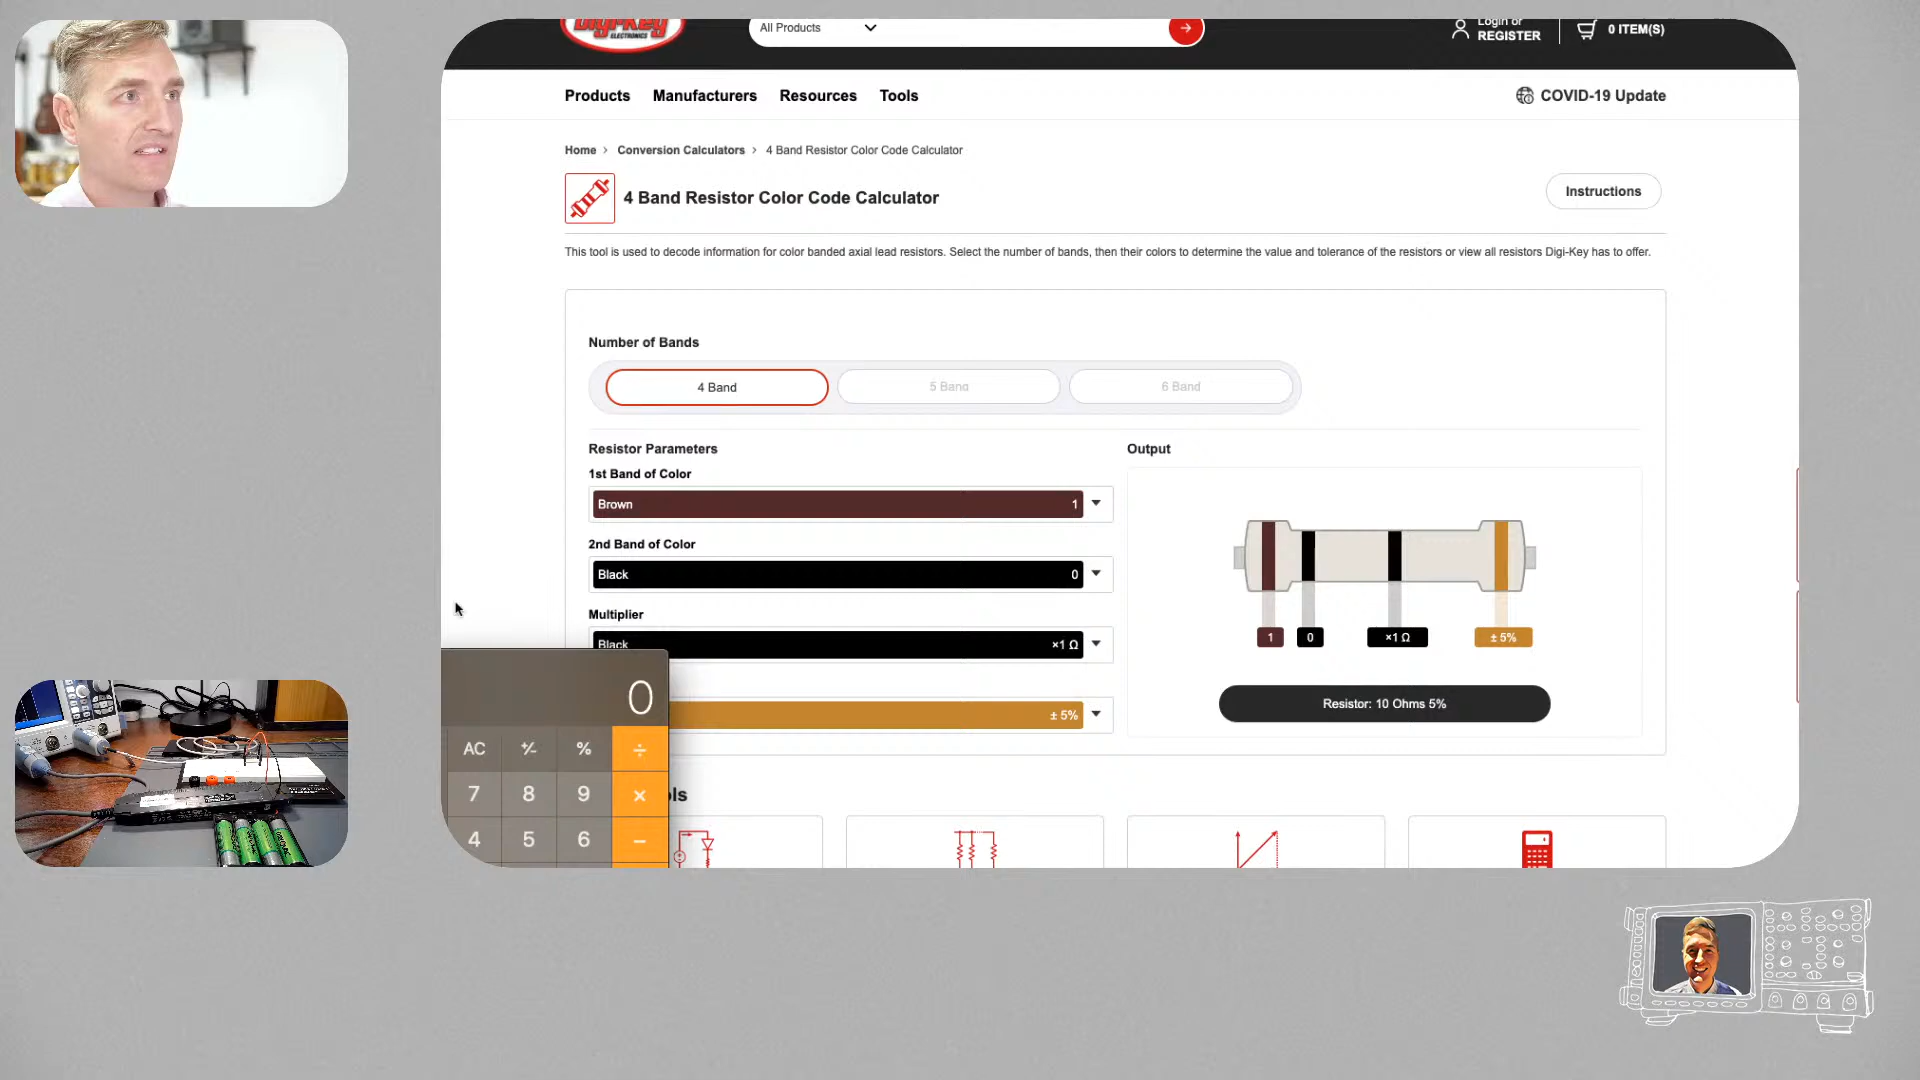 Digi-Key
ELECTRONICS
All Products
Login or
REGISTER
0 ITEM(S)
Products Manufacturers Resources Tools
COVID-19 Update
Home > Conversion Calculators > 4 Band Resistor Color Code Calculator
4 Band Resistor Color Code Calculator
Instructions
This tool is used to decode information for color banded axial lead resistors. Select the number of bands, then their colors to determine the value and tolerance of the resistors or view all resistors Digi-Key has to offer.
Number of Bands
4 Band 5 Band 6 Band
Resistor Parameters
Output
1st Band of Color
Brown 1
2nd Band of Color
Black 0
Multiplier
Black ×1 Ω
± 5%
1 0 ×1 Ω ± 5%
Resistor: 10 Ohms 5%
0
AC +⁄- % ÷
7 8 9 ×
4 5 6 −
ols